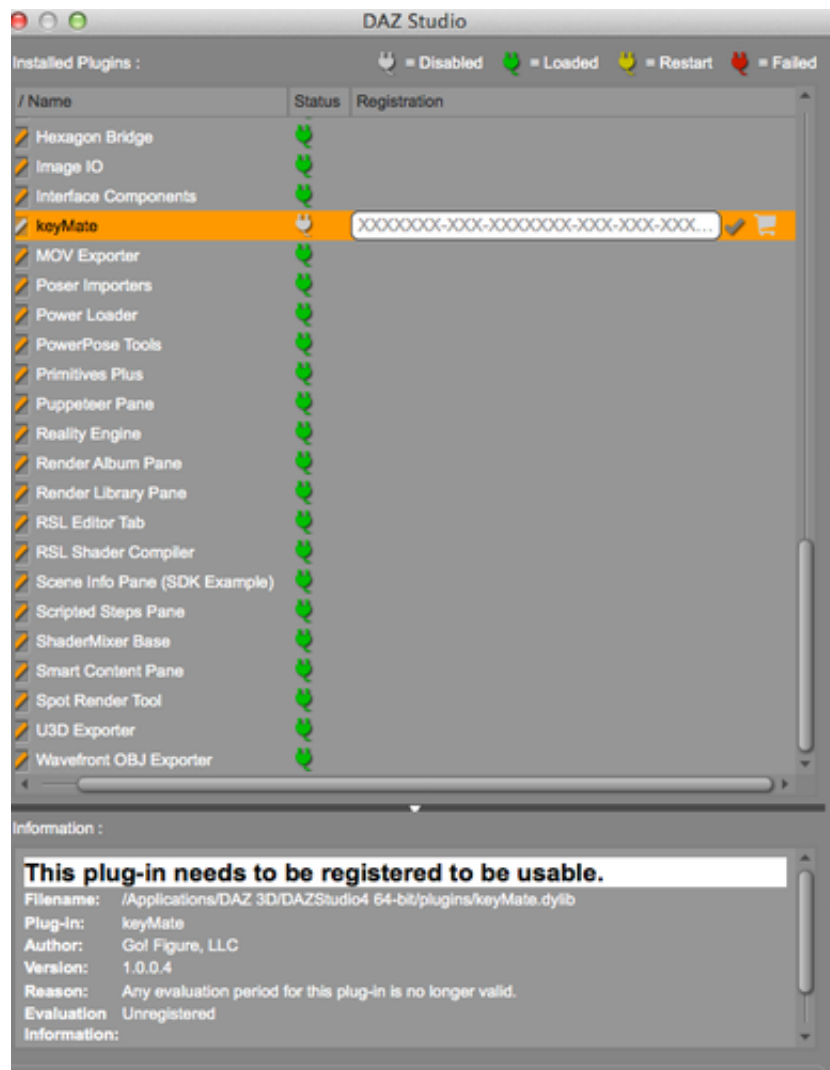 DAZ Studio
Installed Plugins : = Disabled = Loaded = Restart = Failed
/ Name Status Registration
Hexagon Bridge
Image IO
Interface Components
keyMate XXXXXXX-XXX-XXXXXXX-XXX-XXX-XXX...
MOV Exporter
Poser Importers
Power Loader
PowerPose Tools
Primitives Plus
Puppeteer Pane
Reality Engine
Render Album Pane
Render Library Pane
RSL Editor Tab
RSL Shader Compiler
Scene Info Pane (SDK Example)
Scripted Steps Pane
ShaderMixer Base
Smart Content Pane
Spot Render Tool
U3D Exporter
Wavefront OBJ Exporter
Information :
This plug-in needs to be registered to be usable.
Filename: /Applications/DAZ 3D/DAZStudio4 64-bit/plugins/keyMate.dylib
Plug-in: keyMate
Author: Go! Figure, LLC
Version: 1.0.0.4
Reason: Any evaluation period for this plug-in is no longer valid.
Evaluation Unregistered
Information: